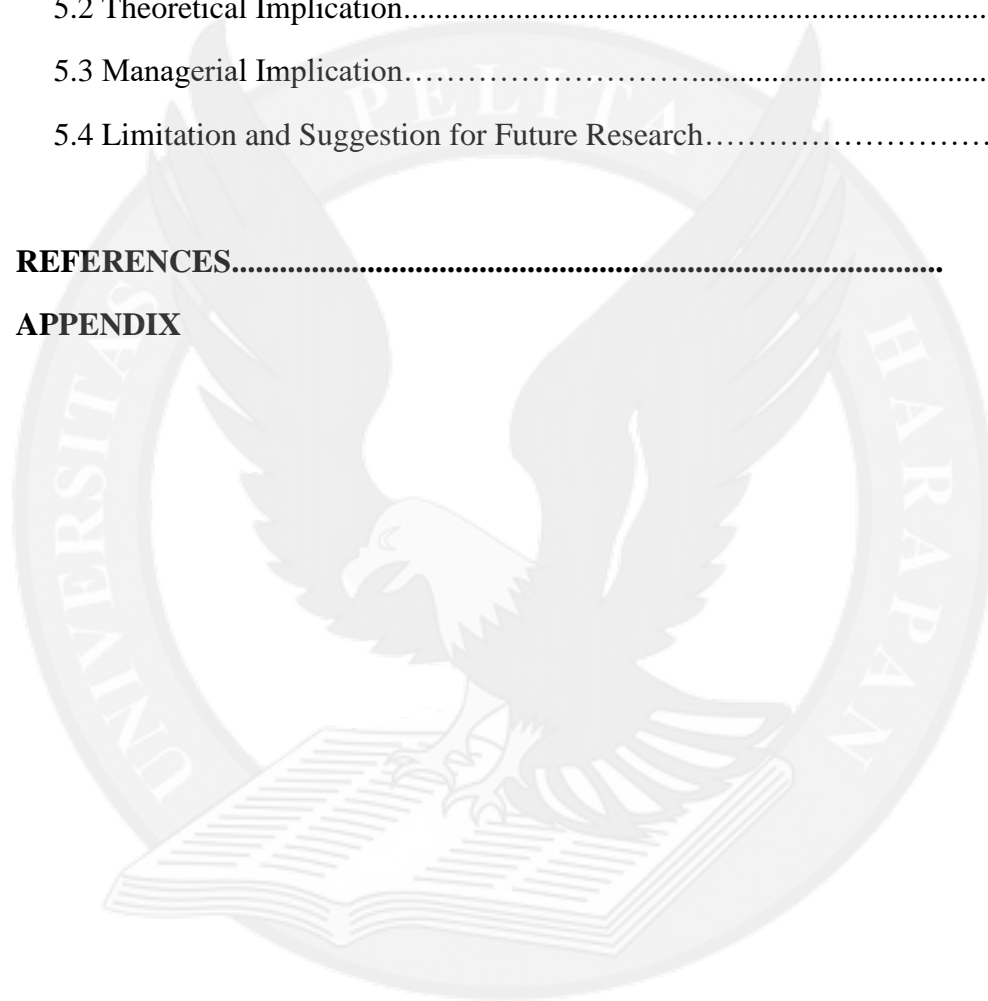 5.2 Theoretical Implication........................................................................
5.3 Managerial Implication………………………....................................
5.4 Limitation and Suggestion for Future Research………………………
REFERENCES.......................................................................................
APPENDIX
UNIVERSITAS PELITA HARAPAN